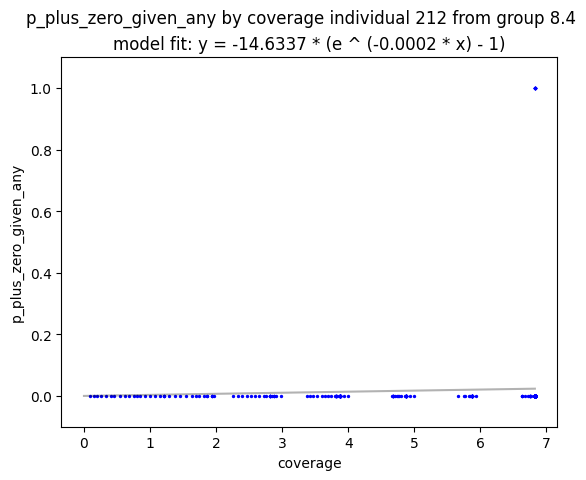 p_plus_zero_given_any by coverage individual 212 from group 8.4
model fit: y = -14.6337 * (e ^ (-0.0002 * x) - 1)
p_plus_zero_given_any
1.0
0.8
0.6
0.4
0.2
0.0
0 1 2 3 4 5 6 7
coverage